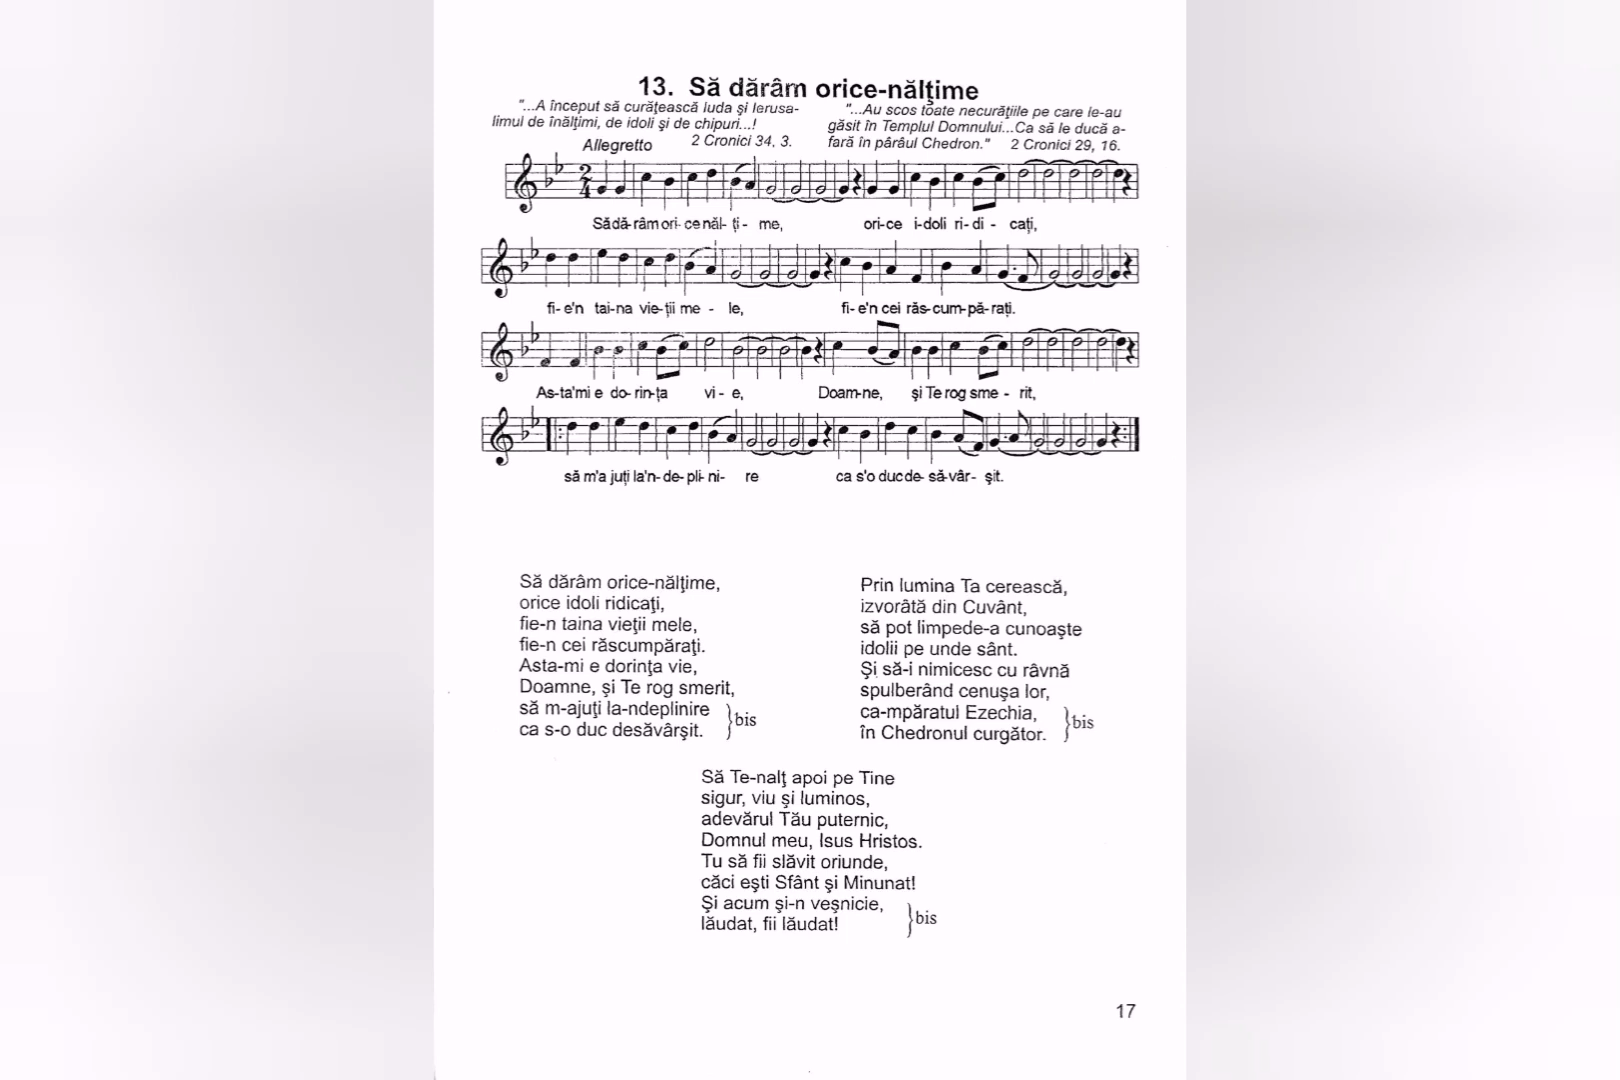 13. Să dărâm orice-nălţime
"...A început să curăţească Iuda şi Ierusa-
limul de înălţimi, de idoli şi de chipuri...!
2 Cronici 34, 3.
"...Au scos toate necurăţiile pe care le-au
găsit în Templul Domnului...Ca să le ducă a-
fară în pârâul Chedron." 2 Cronici 29, 16.
Allegretto
Sădă-râm ori-ce năl-ţi-me, ori-ce i-doli ri-di-caţi,
fi-e'n tai-na vie-ţii me-le, fi-e'n cei răs-cum-pă-raţi.
As-ta'mi e do-rin-ţa vi-e, Doam-ne, şi Te rog sme-rit,
să m'a juţi la'n-de-pli-ni-re ca s'o duc de-să-vâr-şit.
Să dărâm orice-nălţime,
orice idoli ridicaţi,
fie-n taina vieţii mele,
fie-n cei răscumpăraţi.
Asta-mi e dorinţa vie,
Doamne, şi Te rog smerit,
să m-ajuţi la-ndeplinire
ca s-o duc desăvârşit.
bis
Prin lumina Ta cerească,
izvorâtă din Cuvânt,
să pot limpede-a cunoaşte
idolii pe unde sânt.
Şi să-i nimicesc cu râvnă
spulberând cenuşa lor,
ca-mpăratul Ezechia,
în Chedronul curgător.
bis
Să Te-nalţ apoi pe Tine
sigur, viu şi luminos,
adevărul Tău puternic,
Domnul meu, Isus Hristos.
Tu să fii slăvit oriunde,
căci eşti Sfânt şi Minunat!
Şi acum şi-n veşnicie,
lăudat, fii lăudat!
bis
17